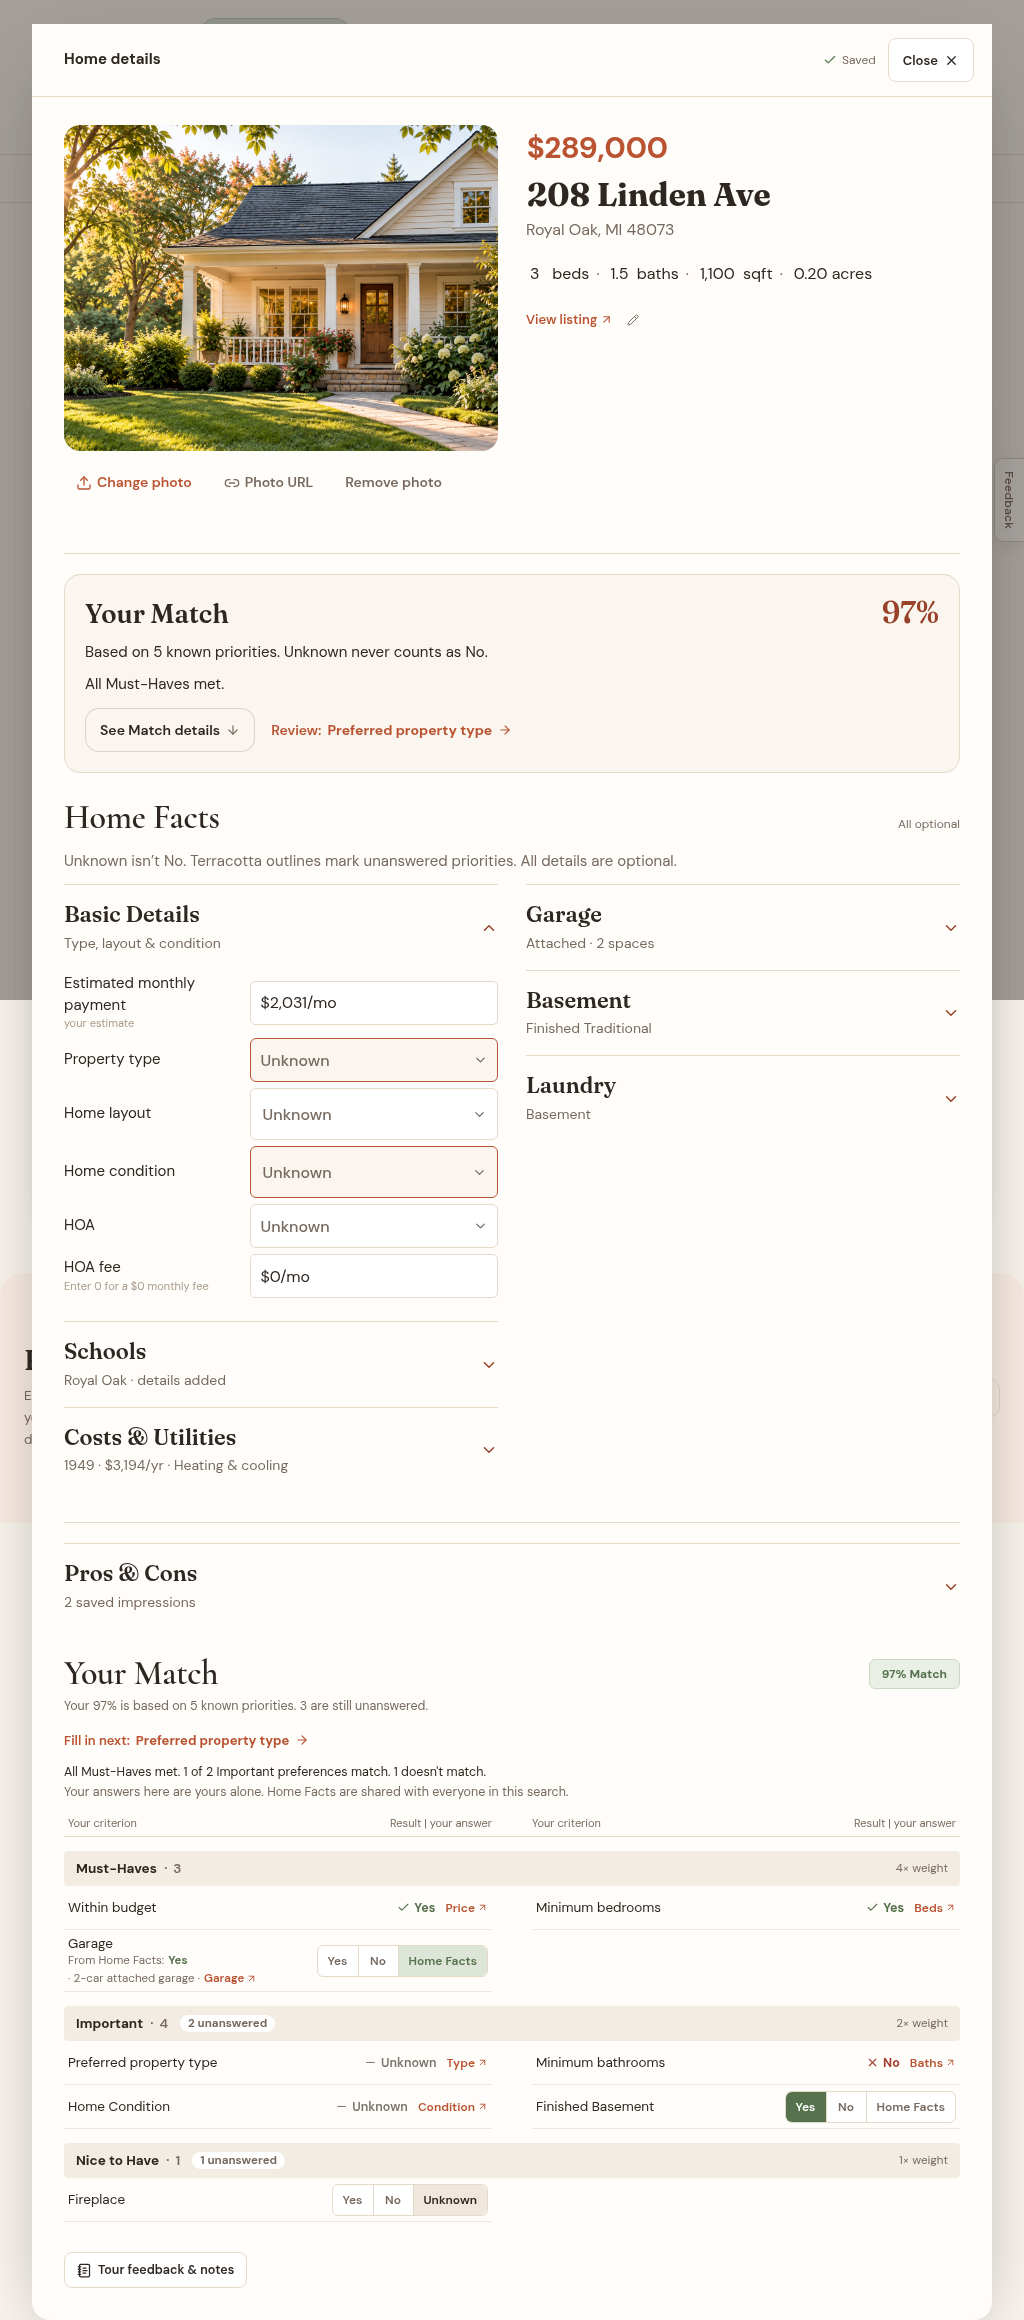 Home details
Saved
Close
$289,000
208 Linden Ave
Royal Oak, MI 48073
3 beds · 1.5 baths · 1,100 sqft · 0.20 acres
View listing
Change photo
Photo URL
Remove photo
Feedback
Your Match
97%
Based on 5 known priorities. Unknown never counts as No.
All Must-Haves met.
See Match details
Review: Preferred property type
Home Facts
All optional
Unknown isn’t No. Terracotta outlines mark unanswered priorities. All details are optional.
Basic Details
Type, layout & condition
Estimated monthly
payment
your estimate
$2,031/mo
Property type
Unknown
Home layout
Unknown
Home condition
Unknown
HOA
Unknown
HOA fee
Enter 0 for a $0 monthly fee
$0/mo
Schools
Royal Oak · details added
Costs & Utilities
1949 · $3,194/yr · Heating & cooling
Garage
Attached · 2 spaces
Basement
Finished Traditional
Laundry
Basement
Pros & Cons
2 saved impressions
Your Match
97% Match
Your 97% is based on 5 known priorities. 3 are still unanswered.
Fill in next: Preferred property type
All Must-Haves met. 1 of 2 Important preferences match. 1 doesn't match.
Your answers here are yours alone. Home Facts are shared with everyone in this search.
Your criterion Result | your answer Your criterion Result | your answer
Must-Haves · 3 4× weight
Within budget Yes Price
Minimum bedrooms Yes Beds
Garage
From Home Facts: Yes
· 2-car attached garage · Garage
Yes No Home Facts
Important · 4 2 unanswered 2× weight
Preferred property type — Unknown Type
Minimum bathrooms No Baths
Home Condition — Unknown Condition
Finished Basement Yes No Home Facts
Nice to Have · 1 1 unanswered 1× weight
Fireplace Yes No Unknown
Tour feedback & notes